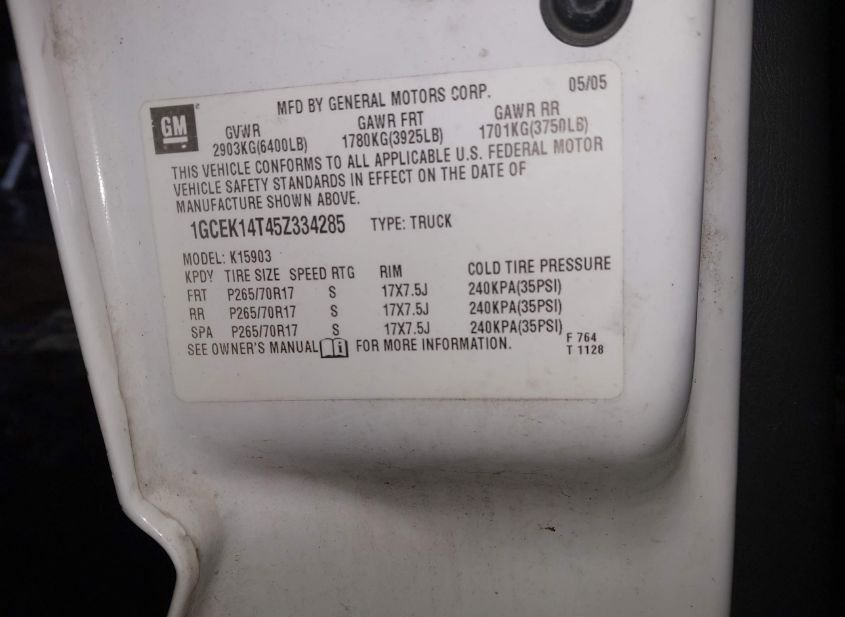 MFD BY GENERAL MOTORS CORP. 05/05
GM
GVWR GAWR FRT GAWR RR
2903KG(6400LB) 1780KG(3925LB) 1701KG(3750LB)
THIS VEHICLE CONFORMS TO ALL APPLICABLE U.S. FEDERAL MOTOR
VEHICLE SAFETY STANDARDS IN EFFECT ON THE DATE OF
MANUFACTURE SHOWN ABOVE.
1GCEK14T45Z334285 TYPE: TRUCK
MODEL: K15903
KPDY TIRE SIZE SPEED RTG RIM COLD TIRE PRESSURE
FRT P265/70R17 S 17X7.5J 240KPA(35PSI)
RR P265/70R17 S 17X7.5J 240KPA(35PSI)
SPA P265/70R17 S 17X7.5J 240KPA(35PSI)
SEE OWNER'S MANUAL i FOR MORE INFORMATION.
F 764
T 1128